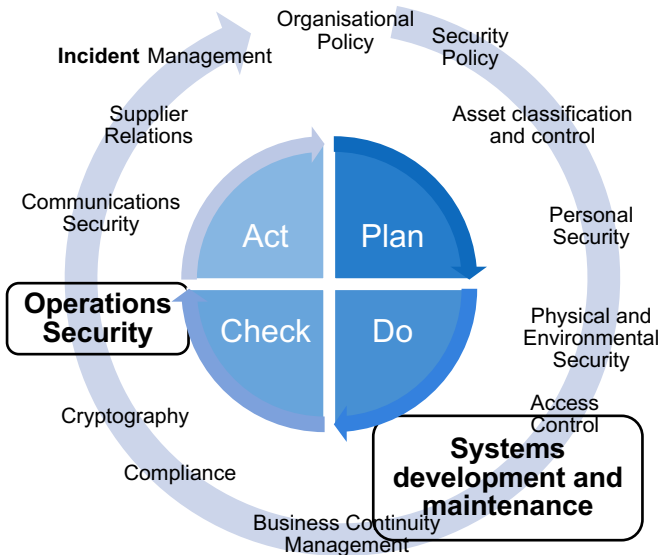 Organisational
Policy
Security
Policy
Asset classification
and control
Personal
Security
Physical and
Environmental
Security
Access
Control
Systems
development and
maintenance
Business Continuity
Management
Compliance
Cryptography
Operations
Security
Communications
Security
Supplier
Relations
Incident Management
Act
Plan
Check
Do